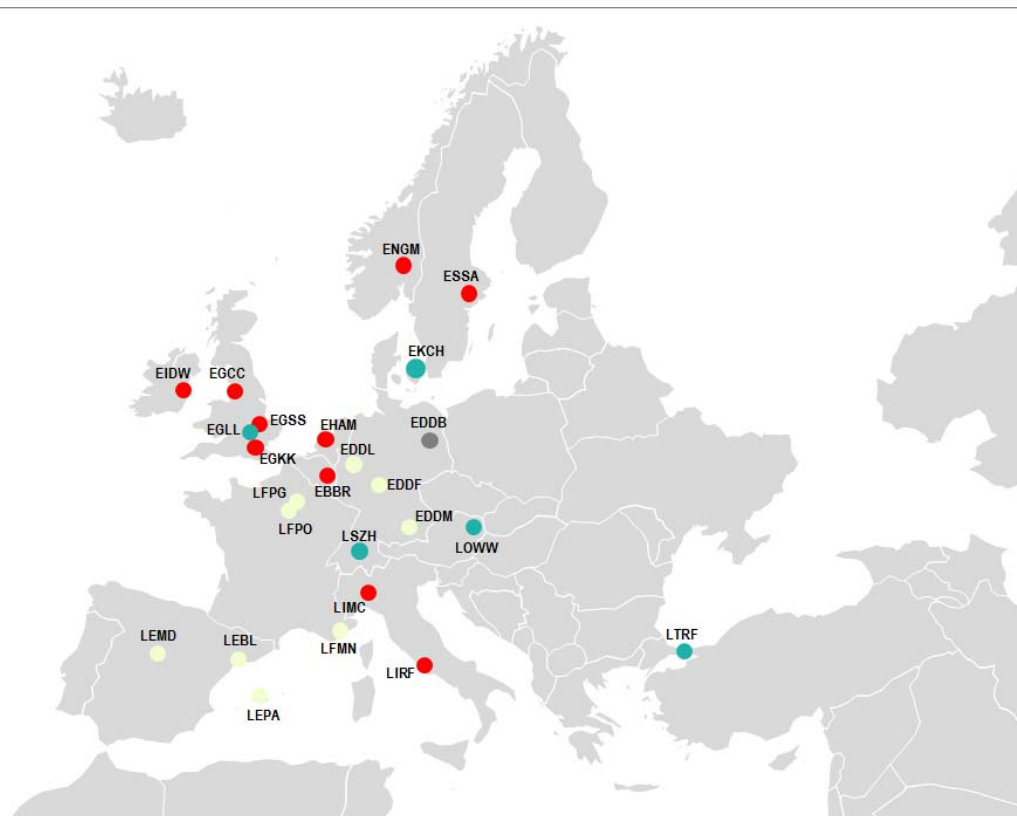 ENGM
ESSA
EKCH
EIDW
EGCC
EGSS
EGLL
EHAM
EDDB
EGKK
EDDL
EDDF
LFPG
EBBR
LFPO
EDDM
LSZH
LOWW
LIMC
LEMD
LEBL
LFMN
LTRF
LIRF
LEPA